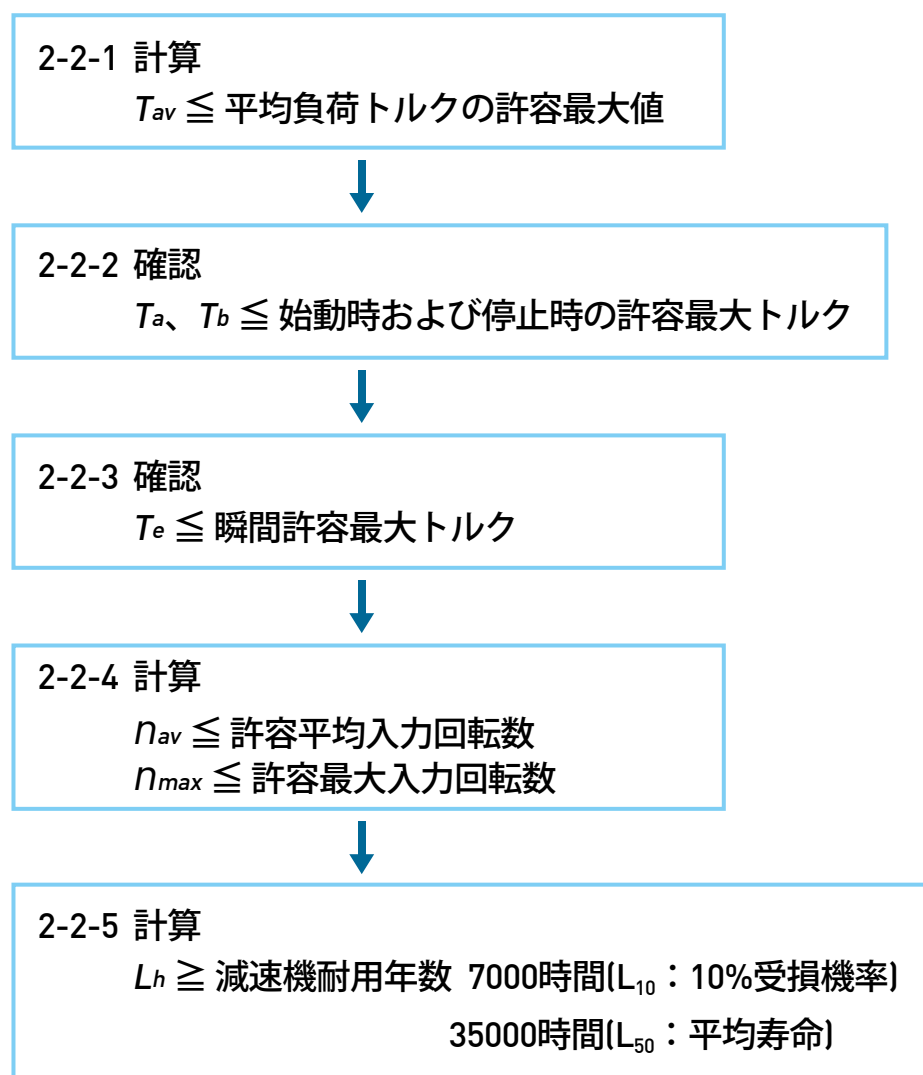 2-2-1 計算
Tav ≦ 平均負荷トルクの許容最大値
2-2-2 確認
Ta、Tb ≦ 始動時および停止時の許容最大トルク
2-2-3 確認
Te ≦ 瞬間許容最大トルク
2-2-4 計算
nav ≦ 許容平均入力回転数
nmax ≦ 許容最大入力回転数
2-2-5 計算
Lh ≧ 減速機耐用年数 7000時間(L10：10%受損機率)
35000時間(L50：平均寿命)